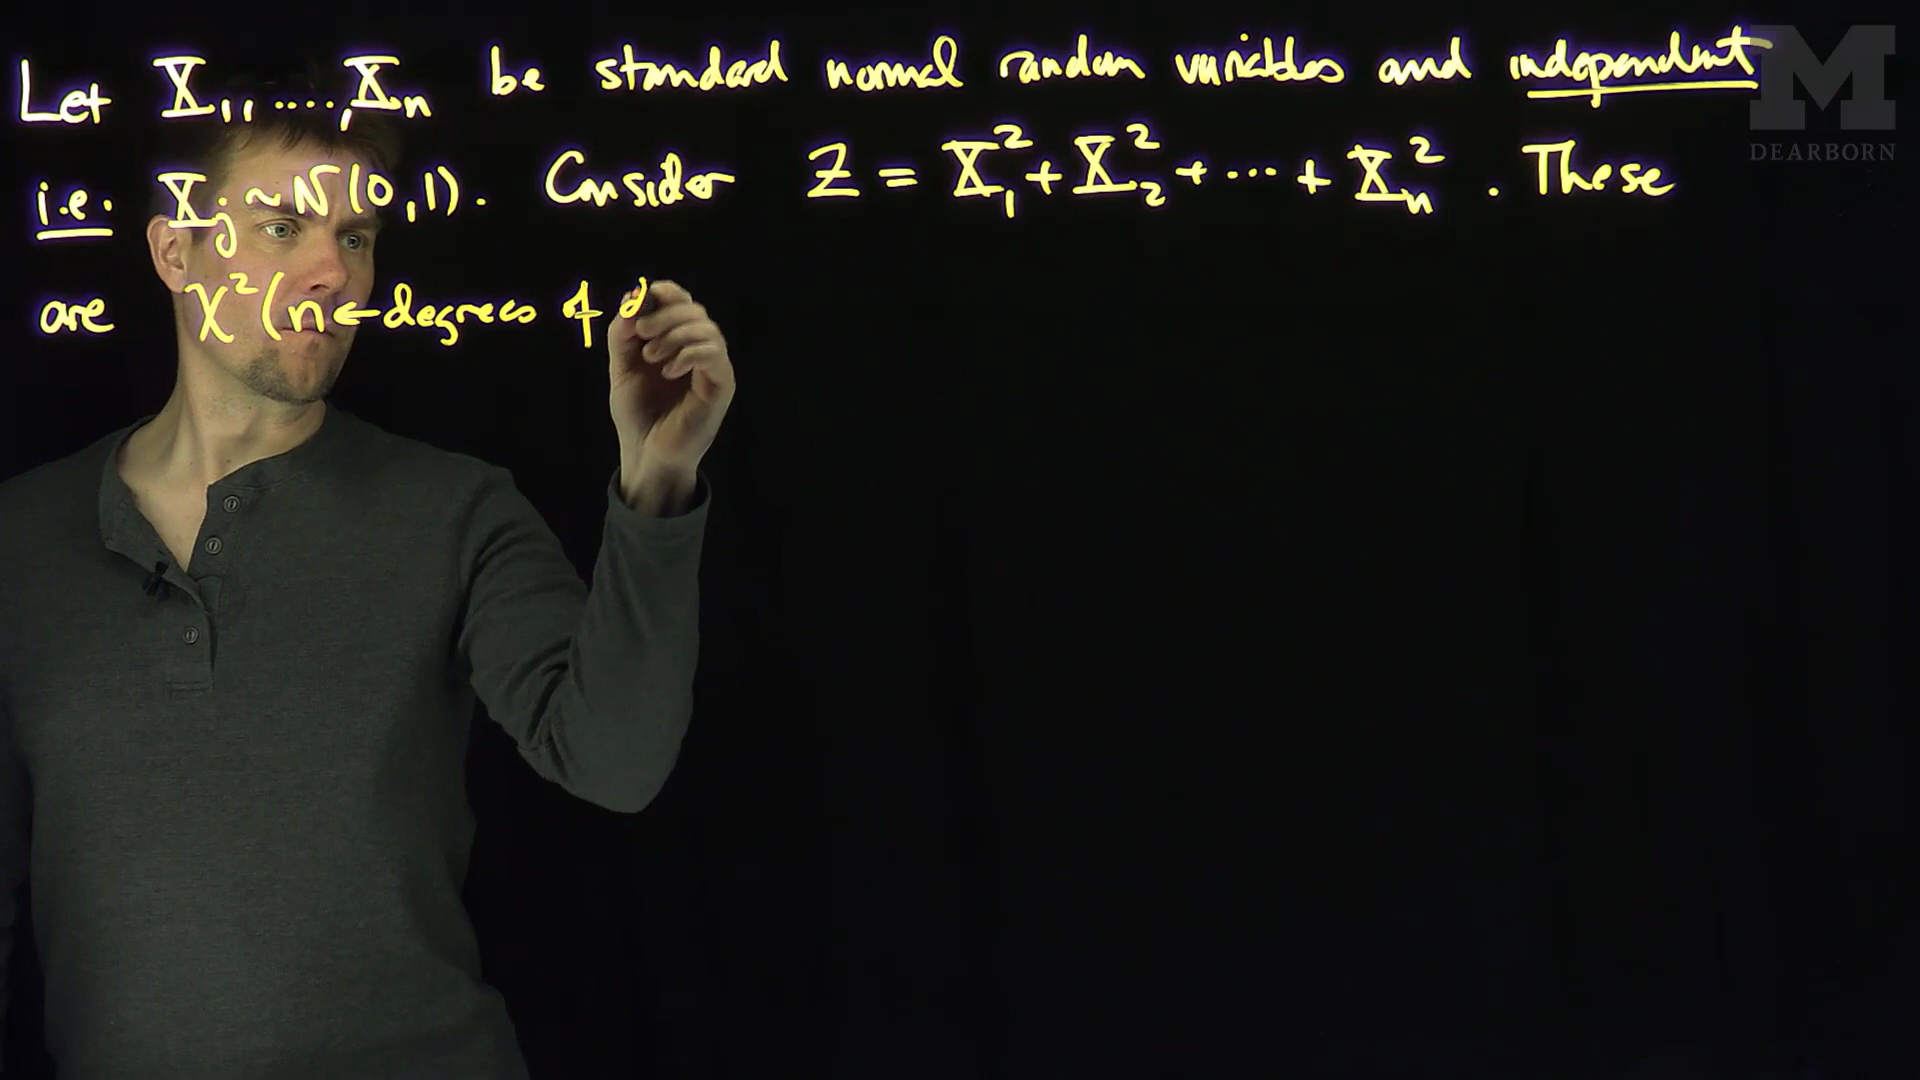 Let X₁, ...., Xₙ be standard normal random variables and independent
i.e. Xⱼ ~ N(0,1). Consider Z = X₁² + X₂² + ... + Xₙ². These
are χ²(n ← degrees of d
M
DEARBORN